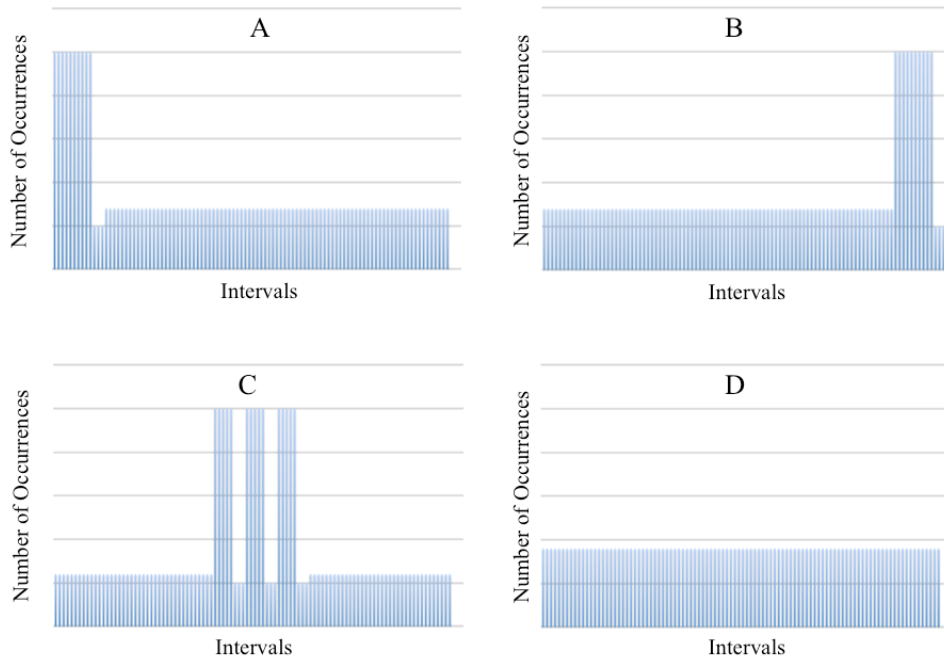 A
Number of Occurrences
Intervals
B
Number of Occurrences
Intervals
C
Number of Occurrences
Intervals
D
Number of Occurrences
Intervals